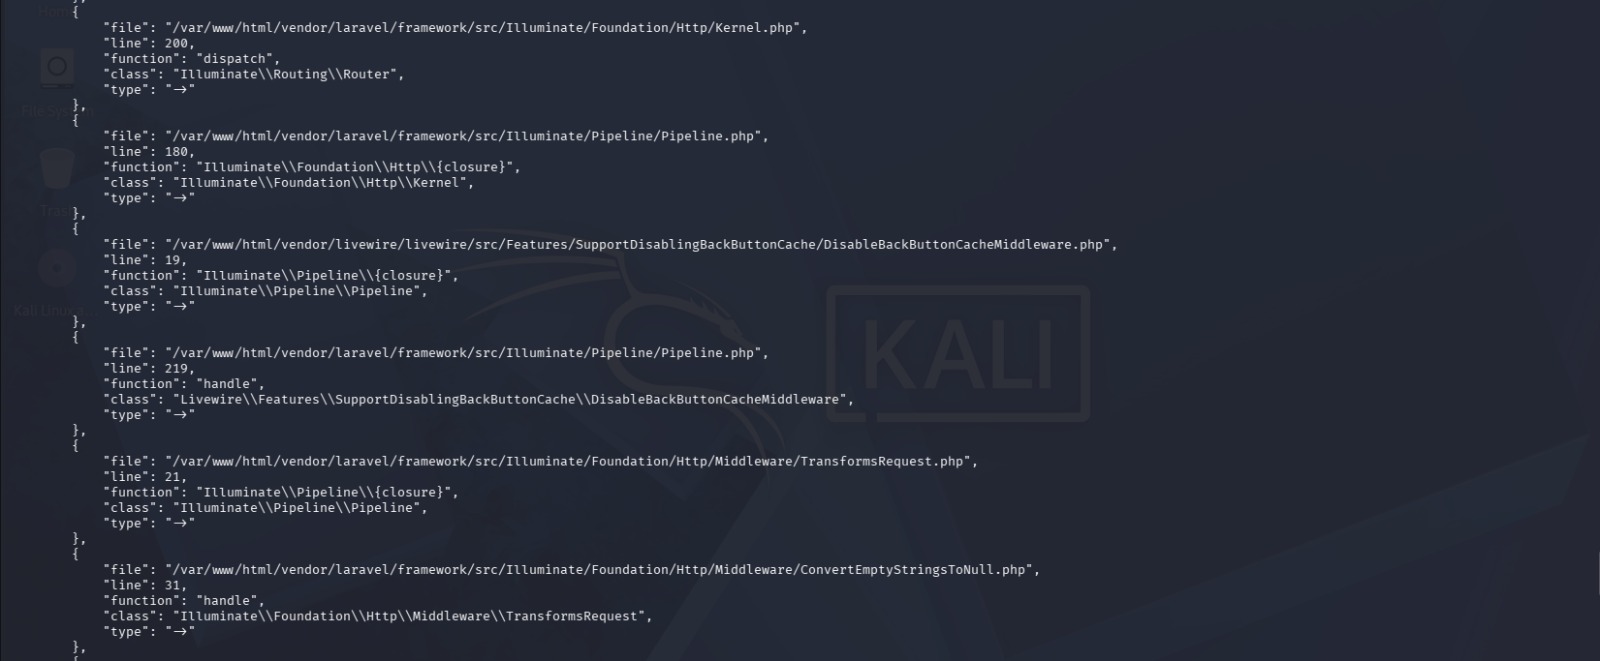 Home
},
{
"file": "/var/www/html/vendor/laravel/framework/src/Illuminate/Foundation/Http/Kernel.php",
"line": 200,
"function": "dispatch",
"class": "Illuminate\\Routing\\Router",
"type": "->"
},
File System
{
"file": "/var/www/html/vendor/laravel/framework/src/Illuminate/Pipeline/Pipeline.php",
"line": 180,
"function": "Illuminate\\Foundation\\Http\\{closure}",
"class": "Illuminate\\Foundation\\Http\\Kernel",
"type": "->"
},
Trash
{
"file": "/var/www/html/vendor/livewire/livewire/src/Features/SupportDisablingBackButtonCache/DisableBackButtonCacheMiddleware.php",
"line": 19,
"function": "Illuminate\\Pipeline\\{closure}",
"class": "Illuminate\\Pipeline\\Pipeline",
"type": "->"
},
Kali Linux
{
"file": "/var/www/html/vendor/laravel/framework/src/Illuminate/Pipeline/Pipeline.php",
"line": 219,
"function": "handle",
"class": "Livewire\\Features\\SupportDisablingBackButtonCache\\DisableBackButtonCacheMiddleware",
"type": "->"
},
KALI
{
"file": "/var/www/html/vendor/laravel/framework/src/Illuminate/Foundation/Http/Middleware/TransformsRequest.php",
"line": 21,
"function": "Illuminate\\Pipeline\\{closure}",
"class": "Illuminate\\Pipeline\\Pipeline",
"type": "->"
},
{
"file": "/var/www/html/vendor/laravel/framework/src/Illuminate/Foundation/Http/Middleware/ConvertEmptyStringsToNull.php",
"line": 31,
"function": "handle",
"class": "Illuminate\\Foundation\\Http\\Middleware\\TransformsRequest",
"type": "->"
},
{